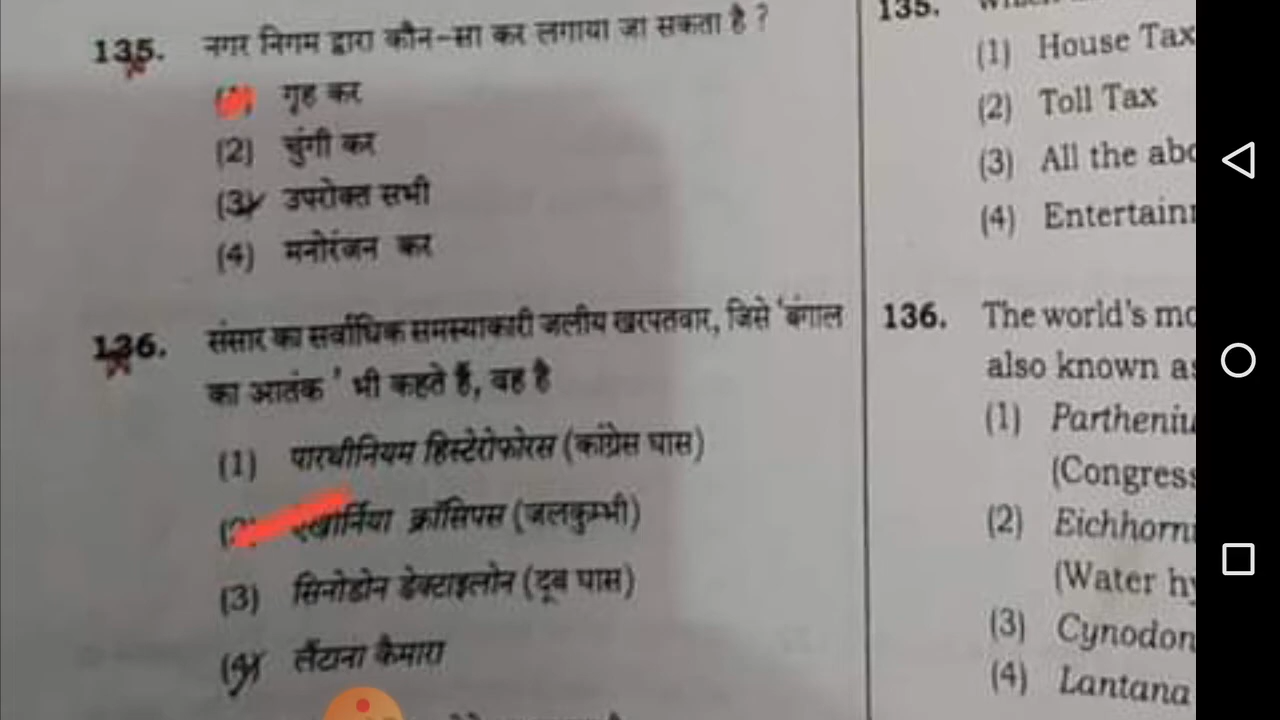 135. नगर निगम द्वारा कौन-सा कर लगाया जा सकता है ?
(1) गृह कर
(2) चुंगी कर
(3) उपरोक्त सभी
(4) मनोरंजन कर
136. संसार का सर्वाधिक समस्याकारी जलीय खरपतवार, जिसे 'बंगाल
का आतंक' भी कहते हैं, वह है
(1) पारथीनियम हिस्टेरोफोरस (कांग्रेस घास)
क्रॉसिपस (जलकुम्भी)
(3) सिनोडोन डेक्टाइलोन (दूब घास)
(4) लैंटाना कैमारा
135.
(1) House Tax
(2) Toll Tax
(3) All the abo
(4) Entertain
136. The world's mo
also known as
(1) Partheniu
(Congress
(2) Eichhorni
(Water hy
(3) Cynodon
(4) Lantana